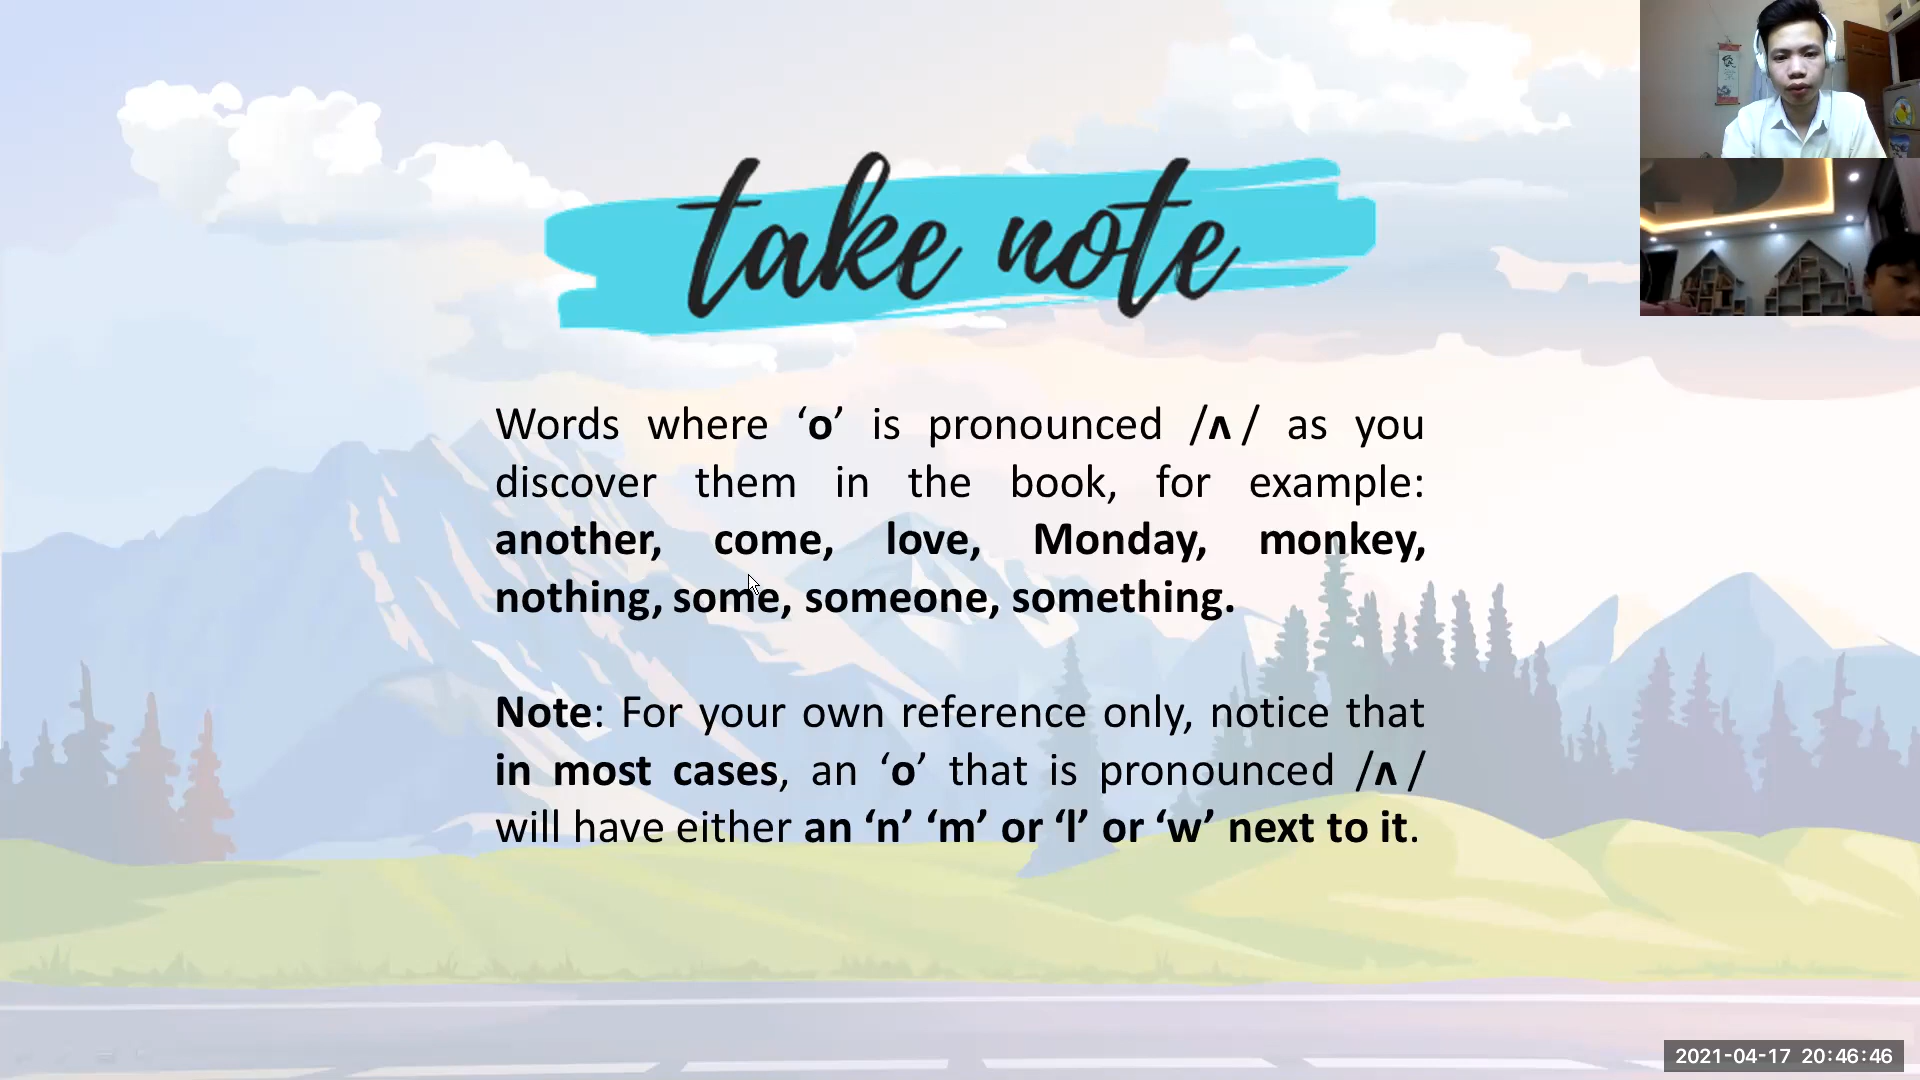 take note
Words where ‘o’ is pronounced /ʌ / as you
discover them in the book, for example:
another, come, love, Monday, monkey,
nothing, some, someone, something.
Note: For your own reference only, notice that
in most cases, an ‘o’ that is pronounced /ʌ /
will have either an ‘n’ ‘m’ or ‘l’ or ‘w’ next to it.
2021-04-17 20:46:46